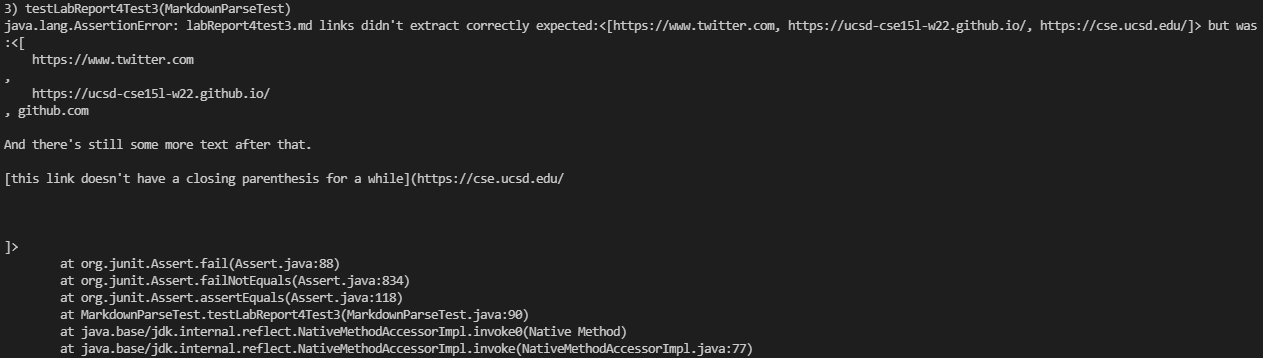 3) testLabReport4Test3(MarkdownParseTest)
java.lang.AssertionError: labReport4test3.md links didn't extract correctly expected:<[https://www.twitter.com, https://ucsd-cse15l-w22.github.io/, https://cse.ucsd.edu/]> but was
:<[
    https://www.twitter.com
,
    https://ucsd-cse15l-w22.github.io/
, github.com

And there's still some more text after that.

[this link doesn't have a closing parenthesis for a while](https://cse.ucsd.edu/



]>
        at org.junit.Assert.fail(Assert.java:88)
        at org.junit.Assert.failNotEquals(Assert.java:834)
        at org.junit.Assert.assertEquals(Assert.java:118)
        at MarkdownParseTest.testLabReport4Test3(MarkdownParseTest.java:90)
        at java.base/jdk.internal.reflect.NativeMethodAccessorImpl.invoke0(Native Method)
        at java.base/jdk.internal.reflect.NativeMethodAccessorImpl.invoke(NativeMethodAccessorImpl.java:77)